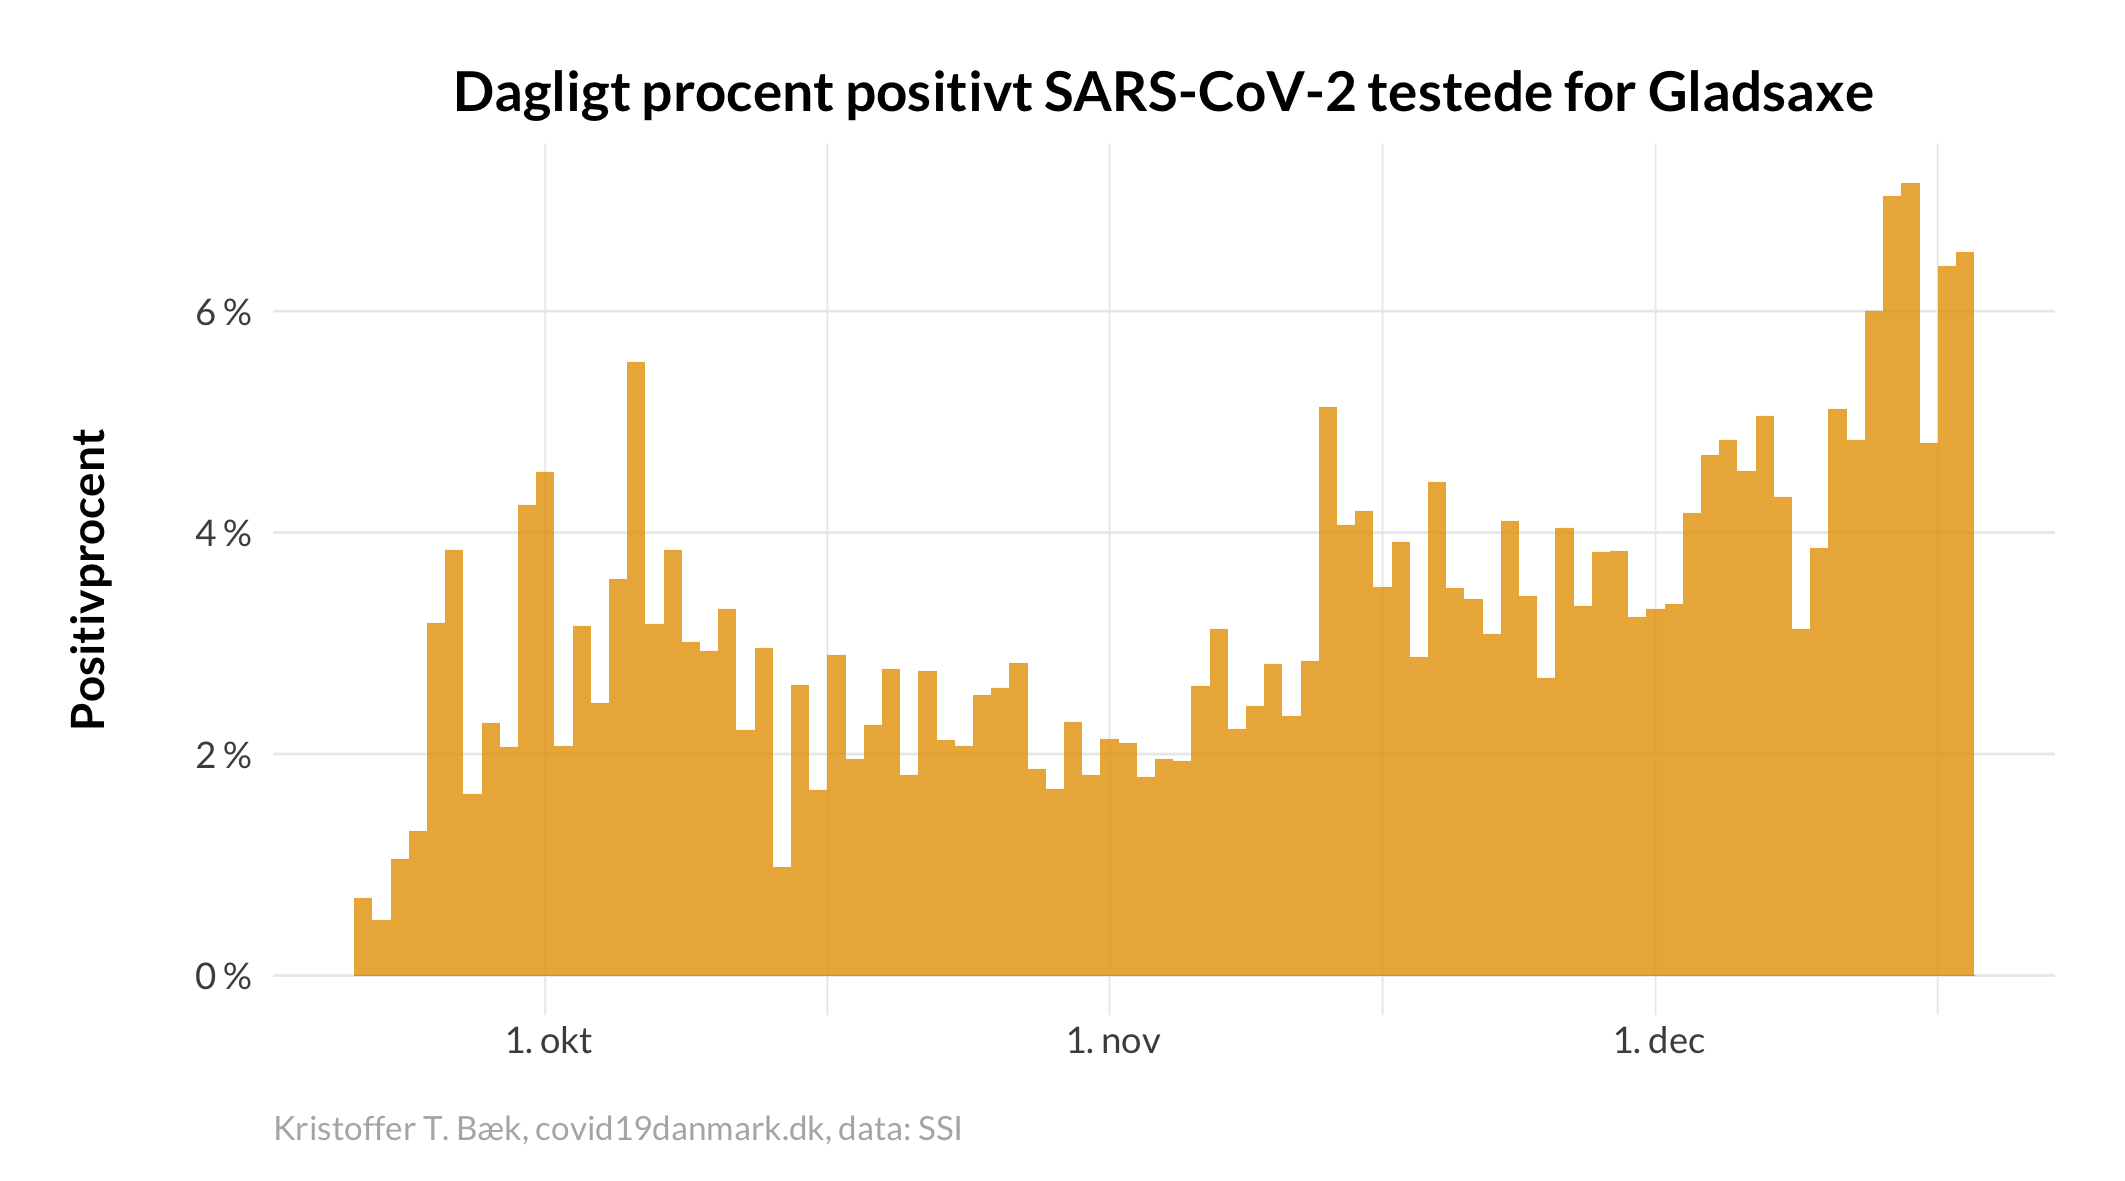 Dagligt procent positivt SARS-CoV-2 testede for Gladsaxe
Positivprocent
6 %
4 %
2 %
0 %
1. okt
1. nov
1. dec
Kristoffer T. Bæk, covid19danmark.dk, data: SSI